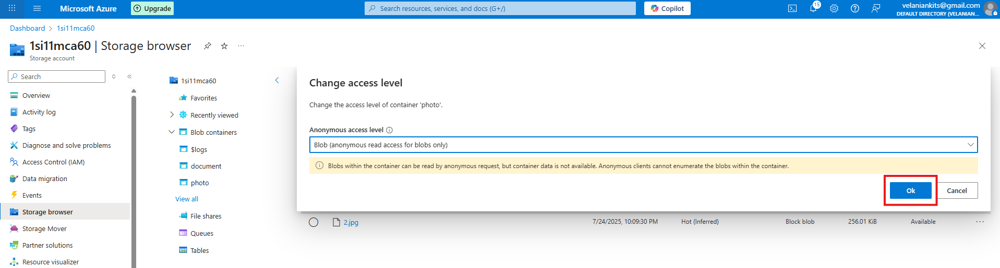 Microsoft Azure
Upgrade
Search resources, services, and docs (G+/)
Copilot
15
velaniankits@gmail.com
DEFAULT DIRECTORY (VELANIAN...
Dashboard > 1si11mca60
1si11mca60 | Storage browser
Storage account
Search
Overview
Activity log
Tags
Diagnose and solve problems
Access Control (IAM)
Data migration
Events
Storage browser
Storage Mover
Partner solutions
Resource visualizer
1si11mca60
Favorites
Recently viewed
Blob containers
$logs
document
photo
View all
File shares
Queues
Tables
Change access level
Change the access level of container 'photo'.
Anonymous access level
Blob (anonymous read access for blobs only)
Blobs within the container can be read by anonymous request, but container data is not available. Anonymous clients cannot enumerate the blobs within the container.
Ok
Cancel
2.jpg 7/24/2025, 10:09:30 PM Hot (Inferred) Block blob 256.01 KiB Available